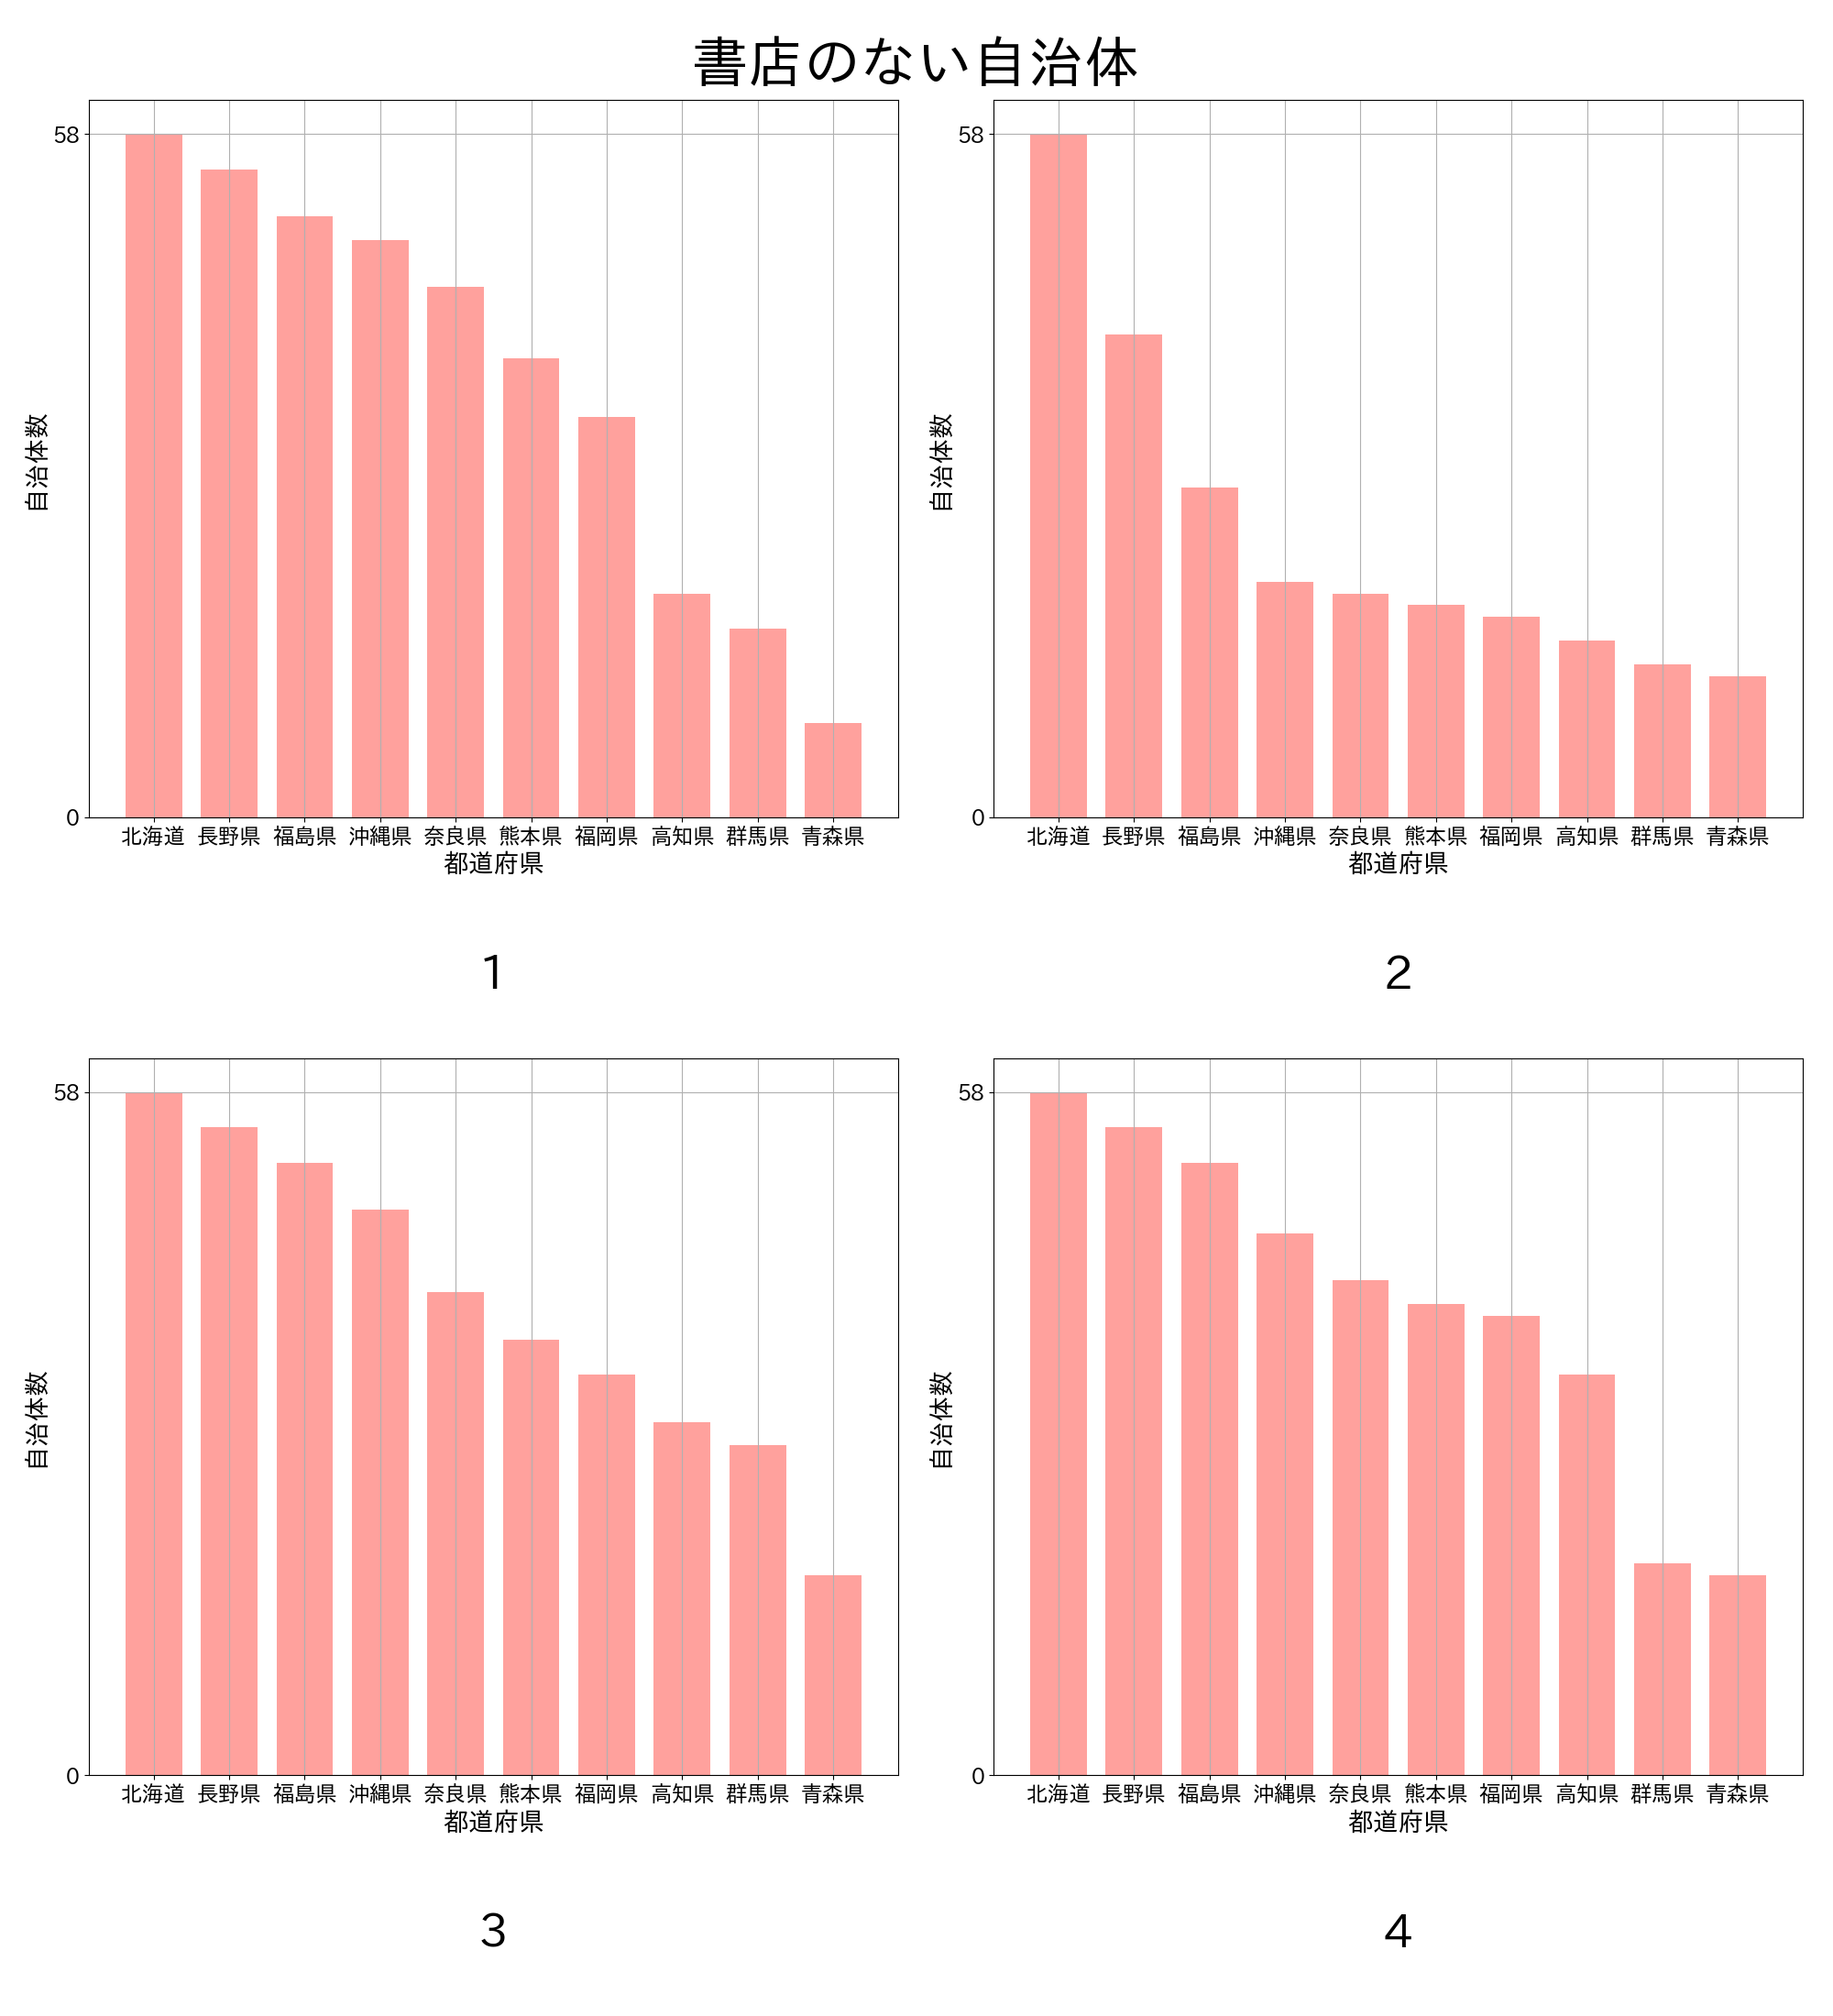 書店のない自治体
58
0
自治体数
北海道 長野県 福島県 沖縄県 奈良県 熊本県 福岡県 高知県 群馬県 青森県
都道府県
1
58
0
自治体数
北海道 長野県 福島県 沖縄県 奈良県 熊本県 福岡県 高知県 群馬県 青森県
都道府県
2
58
0
自治体数
北海道 長野県 福島県 沖縄県 奈良県 熊本県 福岡県 高知県 群馬県 青森県
都道府県
3
58
0
自治体数
北海道 長野県 福島県 沖縄県 奈良県 熊本県 福岡県 高知県 群馬県 青森県
都道府県
4